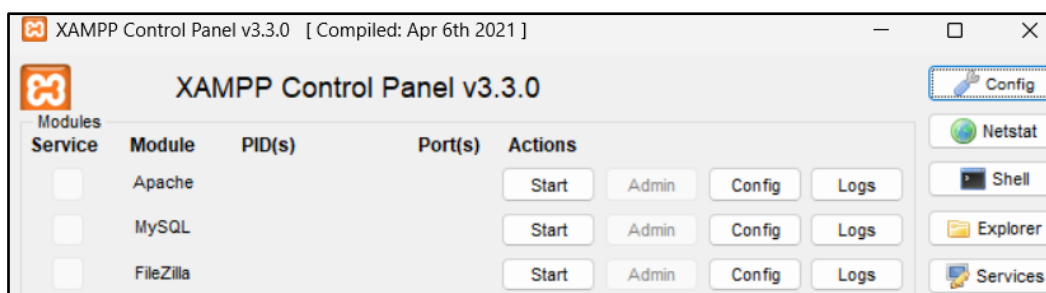 XAMPP Control Panel v3.3.0 [ Compiled: Apr 6th 2021 ]
XAMPP Control Panel v3.3.0
Config
Modules
Netstat
Service Module PID(s) Port(s) Actions
Apache Start Admin Config Logs
Shell
MySQL Start Admin Config Logs
Explorer
FileZilla Start Admin Config Logs
Services